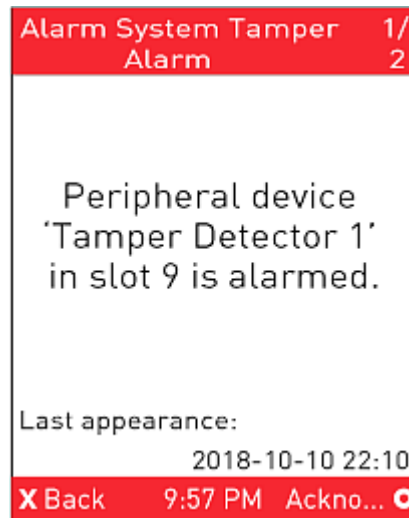 Alarm System Tamper 1/
Alarm 2
Peripheral device
'Tamper Detector 1'
in slot 9 is alarmed.
Last appearance:
2018-10-10 22:10
X Back 9:57 PM Ackno...